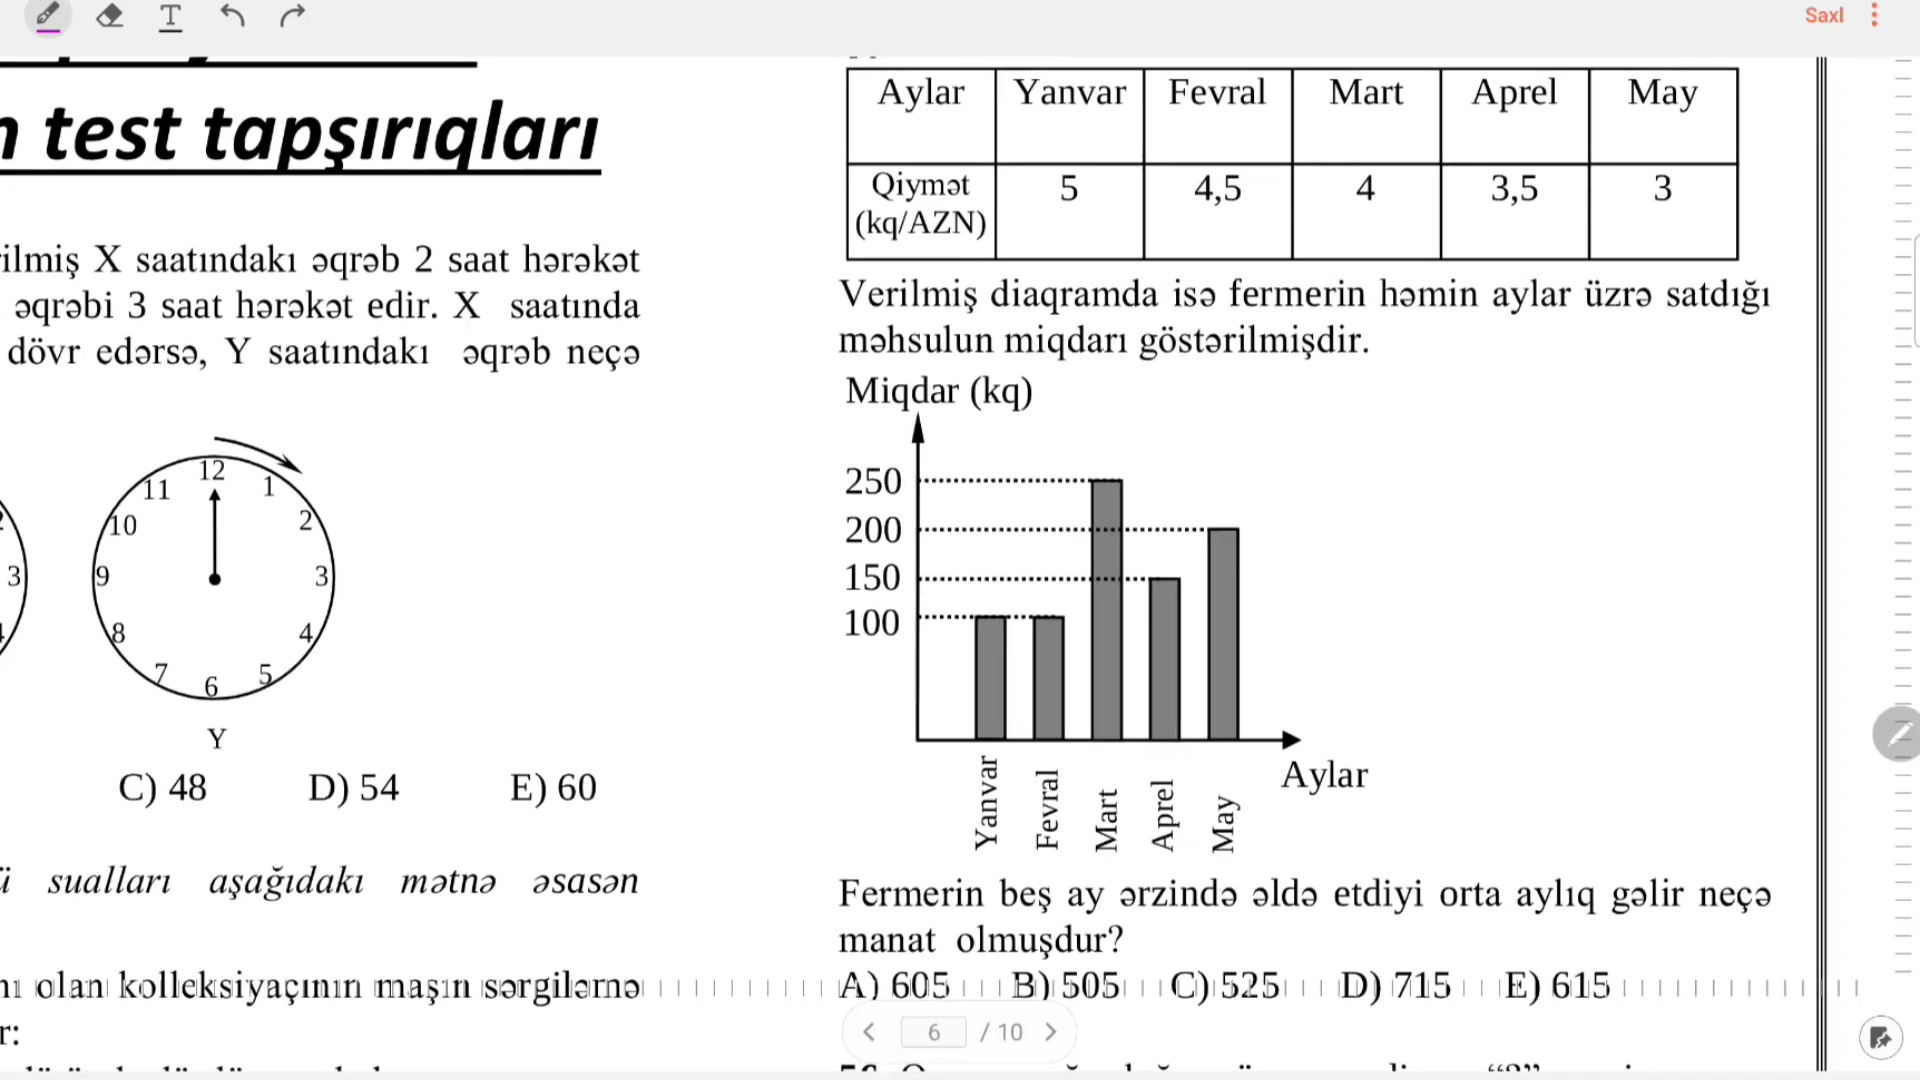 Saxl
test tapşırıqları
X saatındakı əqrəb 2 saat hərəkət
əqrəbi 3 saat hərəkət edir. X saatında
dövr edərsə, Y saatındakı əqrəb neçə
12
11 1
10 2
9 3
8 4
7 5
6
3
Y
C) 48 D) 54 E) 60
sualları aşağıdakı mətnə əsasən
olan kolleksiyaçının maşın sərgilərnə
r:
Aylar Yanvar Fevral Mart Aprel May
Qiymət 5 4,5 4 3,5 3
(kq/AZN)
Verilmiş diaqramda isə fermerin həmin aylar üzrə satdığı
məhsulun miqdarı göstərilmişdir.
Miqdar (kq)
250
200
150
100
Yanvar Fevral Mart Aprel May
Aylar
Fermerin beş ay ərzində əldə etdiyi orta aylıq gəlir neçə
manat olmuşdur?
A) 605 B) 505 C) 525 D) 715 E) 615
6 / 10